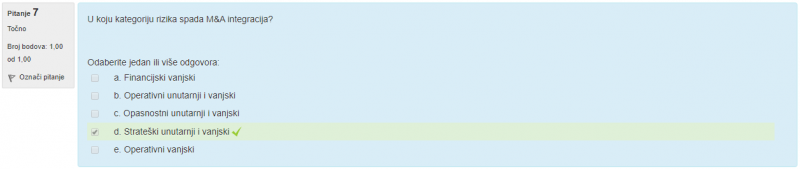 Pitanje 7
Točno
Broj bodova: 1,00
od 1,00
Označi pitanje
U koju kategoriju rizika spada M&A integracija?
Odaberite jedan ili više odgovora:
a. Financijski vanjski
b. Operativni unutarnji i vanjski
c. Opasnostni unutarnji i vanjski
d. Strateški unutarnji i vanjski
e. Operativni vanjski